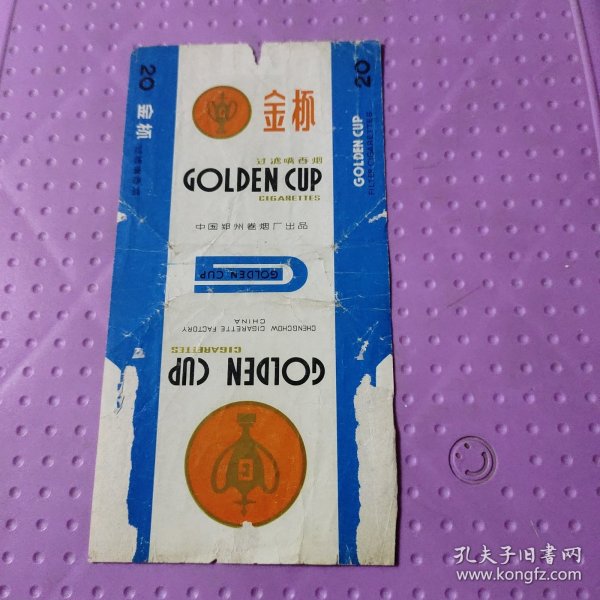 20
金杯
20
金杯
过滤嘴香烟
GOLDEN CUP
CIGARETTES
中国郑州卷烟厂出品
GOLDEN CUP
FILTER CIGARETTES
GOLDEN CUP
CHENGCHOW CIGARETTE FACTORY
CHINA
GOLDEN CUP
CIGARETTES
孔夫子旧书网
www.kongfz.com